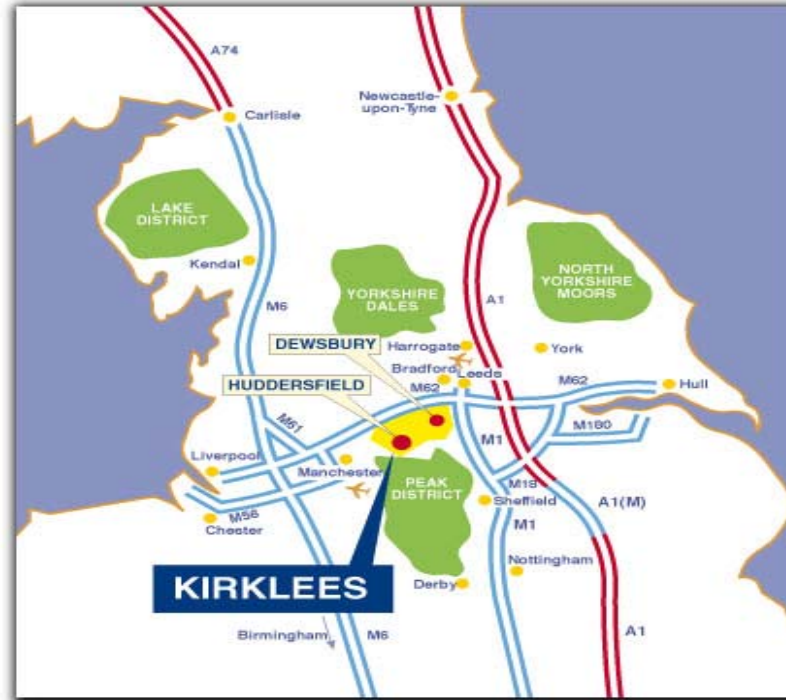 A74
Newcastle-
upon-Tyne
Carlisle
LAKE
DISTRICT
Kendal
NORTH
YORKSHIRE
MOORS
M6
YORKSHIRE
DALES
A1
DEWSBURY
Harrogate
York
Bradford
Leeds
HUDDERSFIELD
M62
M62
Hull
M61
M180
M1
Liverpool
Manchester
PEAK
DISTRICT
M18
Sheffield
A1(M)
M56
Chester
M1
Nottingham
KIRKLEES
Derby
Birmingham
M6
A1